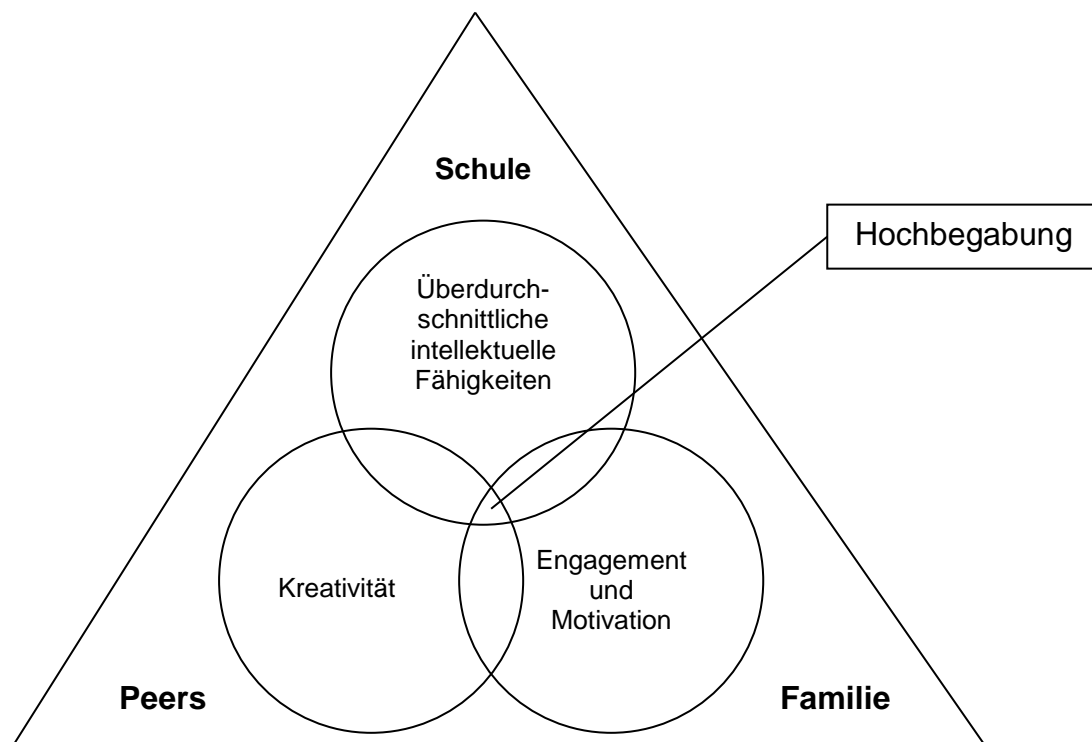 Schule
Hochbegabung
Überdurch-
schnittliche
intellektuelle
Fähigkeiten
Kreativität
Engagement
und
Motivation
Peers
Familie